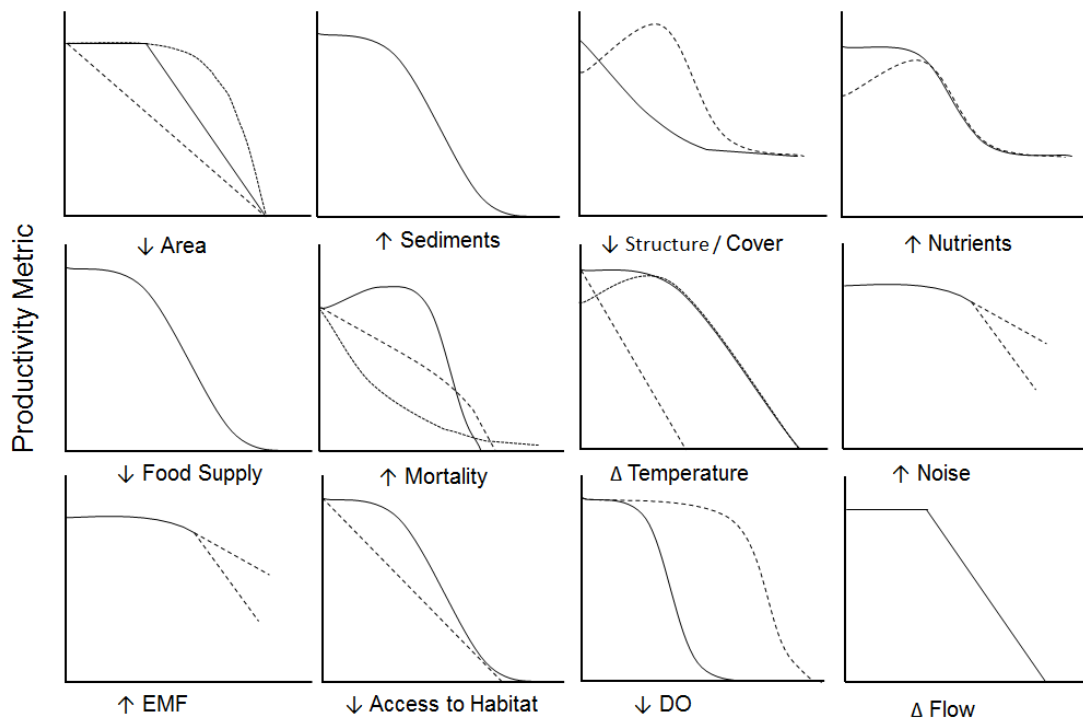 Productivity Metric
↓ Area
↑ Sediments
↓ Structure / Cover
↑ Nutrients
↓ Food Supply
↑ Mortality
Δ Temperature
↑ Noise
↑ EMF
↓ Access to Habitat
↓ DO
Δ Flow